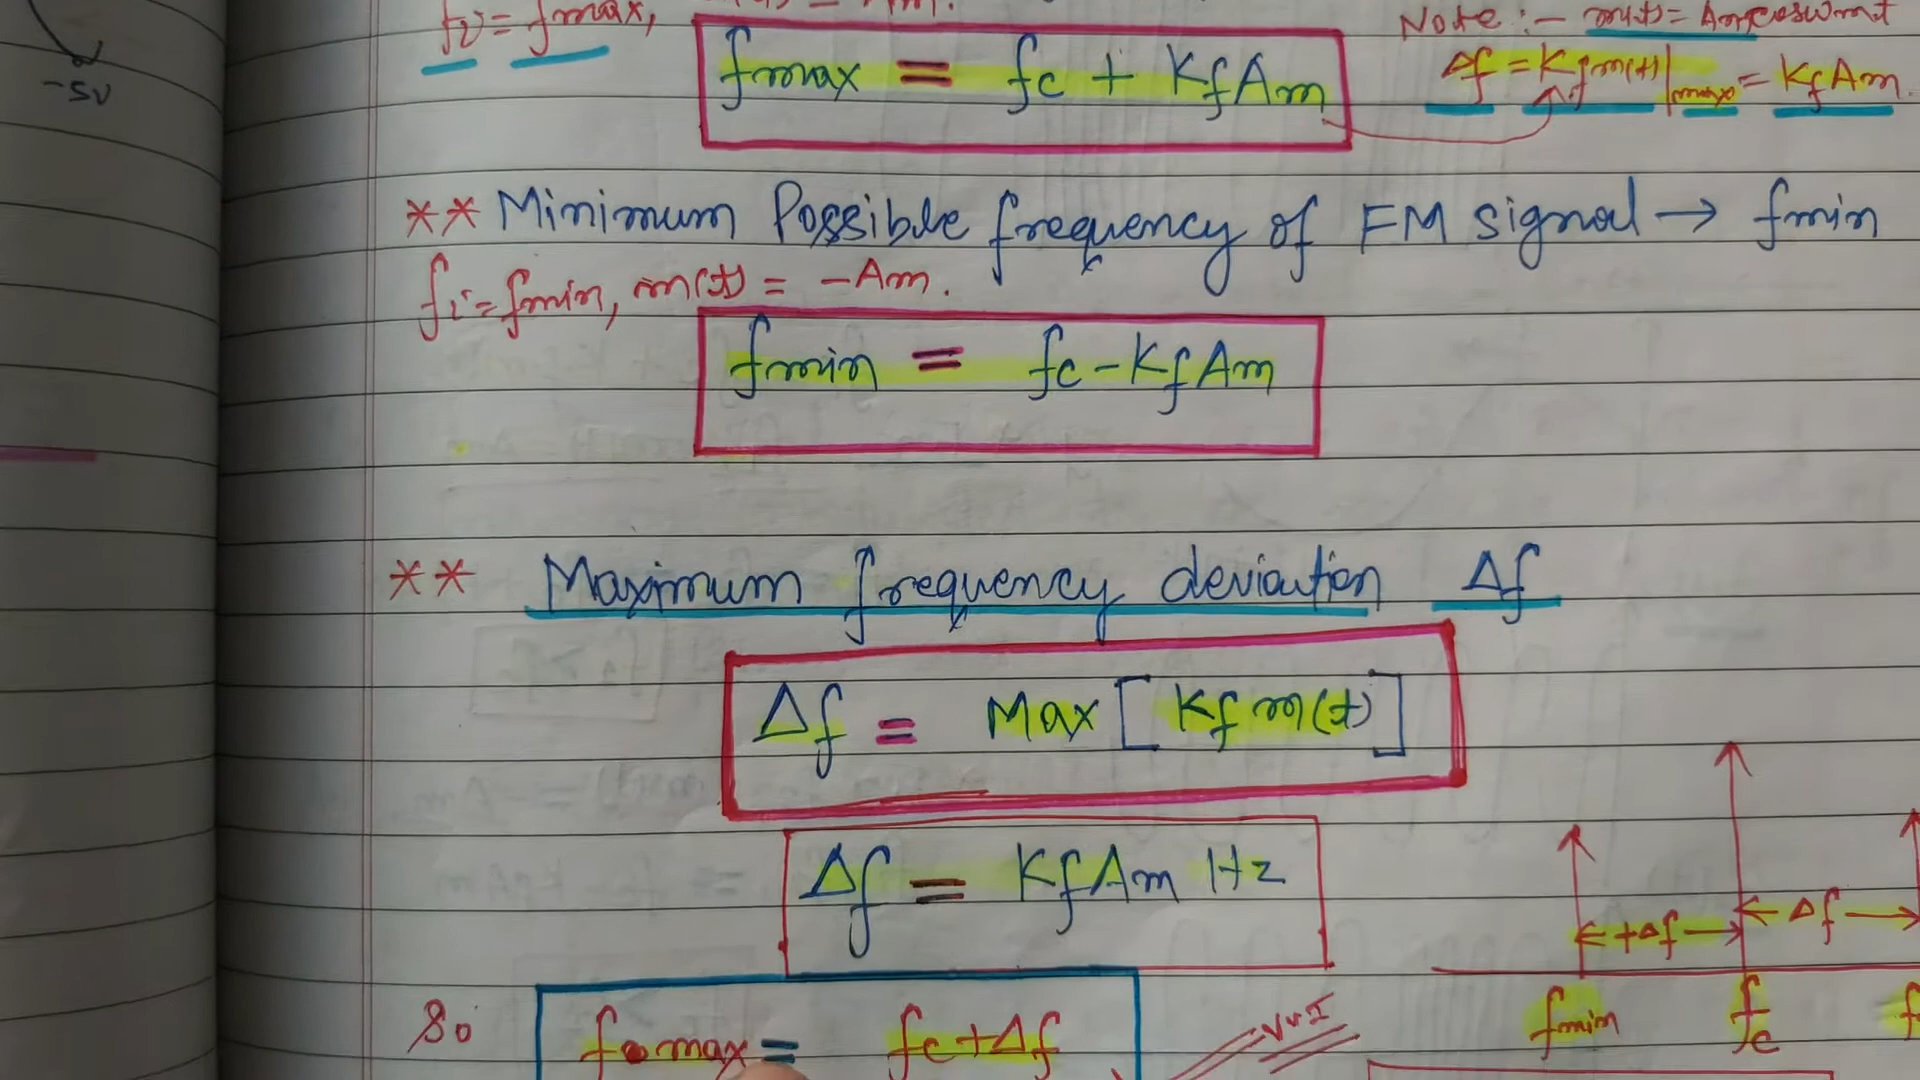 fi = fmax,
Note :- m(t) = Am cosωmt
fmax = fc + KfAm
Δf = Kf m(t)|max = KfAm.
-5V
** Minimum Possible frequency of FM signal → fmin
fi = fmin, m(t) = -Am.
fmin = fc - KfAm
** Maximum frequency deviation Δf
Δf = Max [ Kf m(t) ]
Δf = KfAm Hz
+Δf Δf
fmin fc
So fmax = fc + Δf
VVI